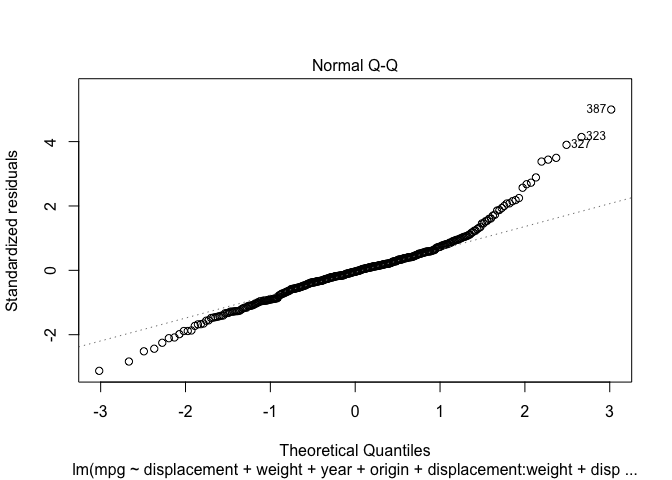 Normal Q-Q
387
323
327
Standardized residuals
4
2
0
-2
-3 -2 -1 0 1 2 3
Theoretical Quantiles
lm(mpg ~ displacement + weight + year + origin + displacement:weight + disp ...